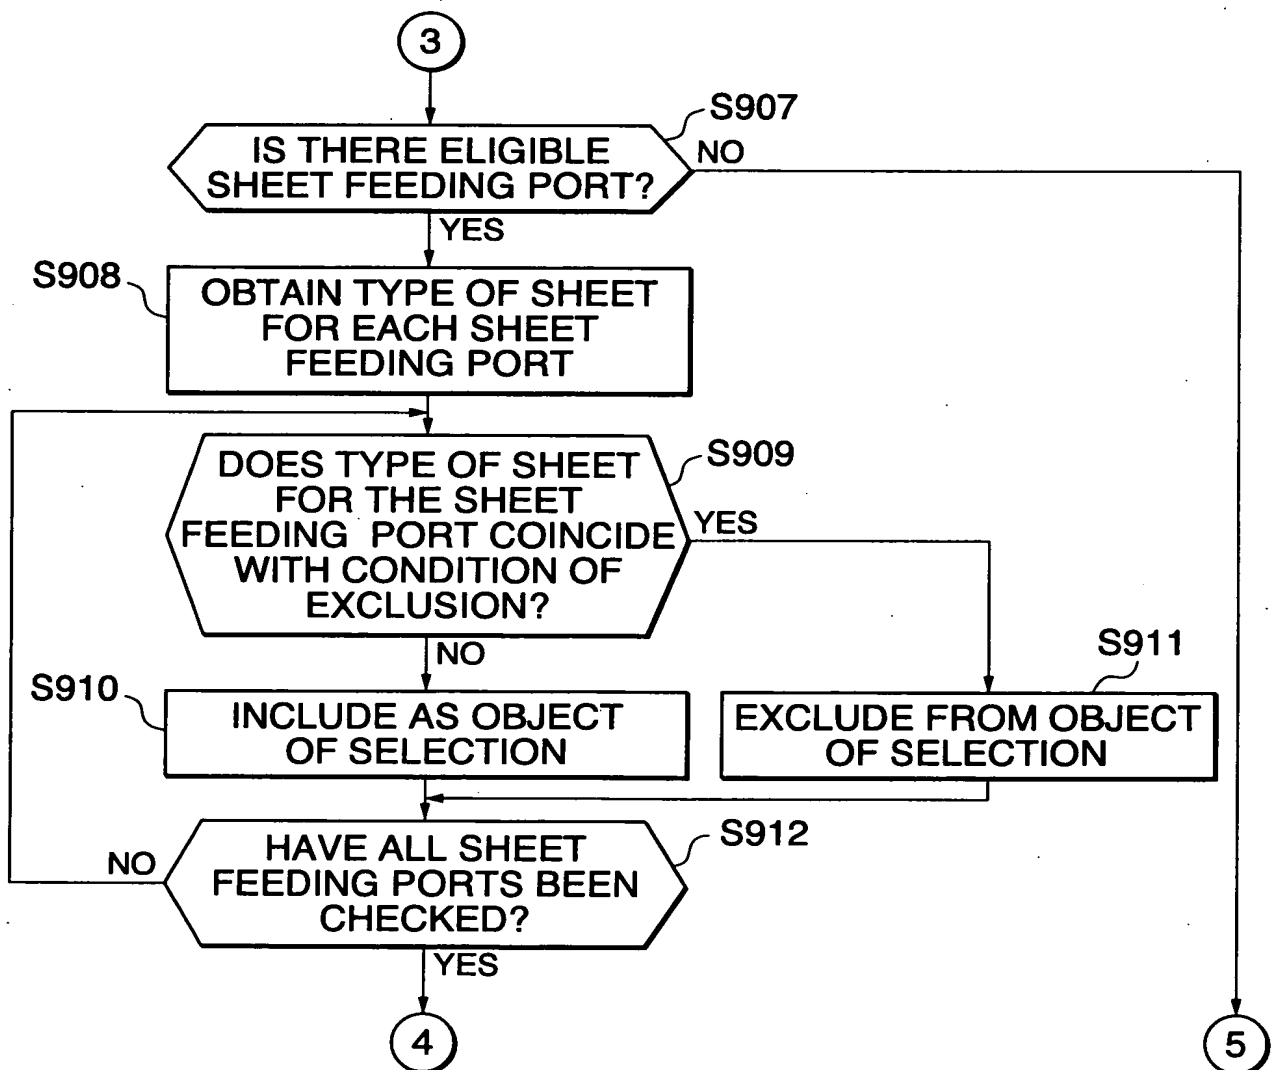 3
S907
IS THERE ELIGIBLE
SHEET FEEDING PORT?
NO
YES
S908
OBTAIN TYPE OF SHEET
FOR EACH SHEET
FEEDING PORT
S909
DOES TYPE OF SHEET
FOR THE SHEET
FEEDING PORT COINCIDE
WITH CONDITION OF
EXCLUSION?
YES
NO
S910
INCLUDE AS OBJECT
OF SELECTION
S911
EXCLUDE FROM OBJECT
OF SELECTION
S912
HAVE ALL SHEET
FEEDING PORTS BEEN
CHECKED?
NO
YES
4
5